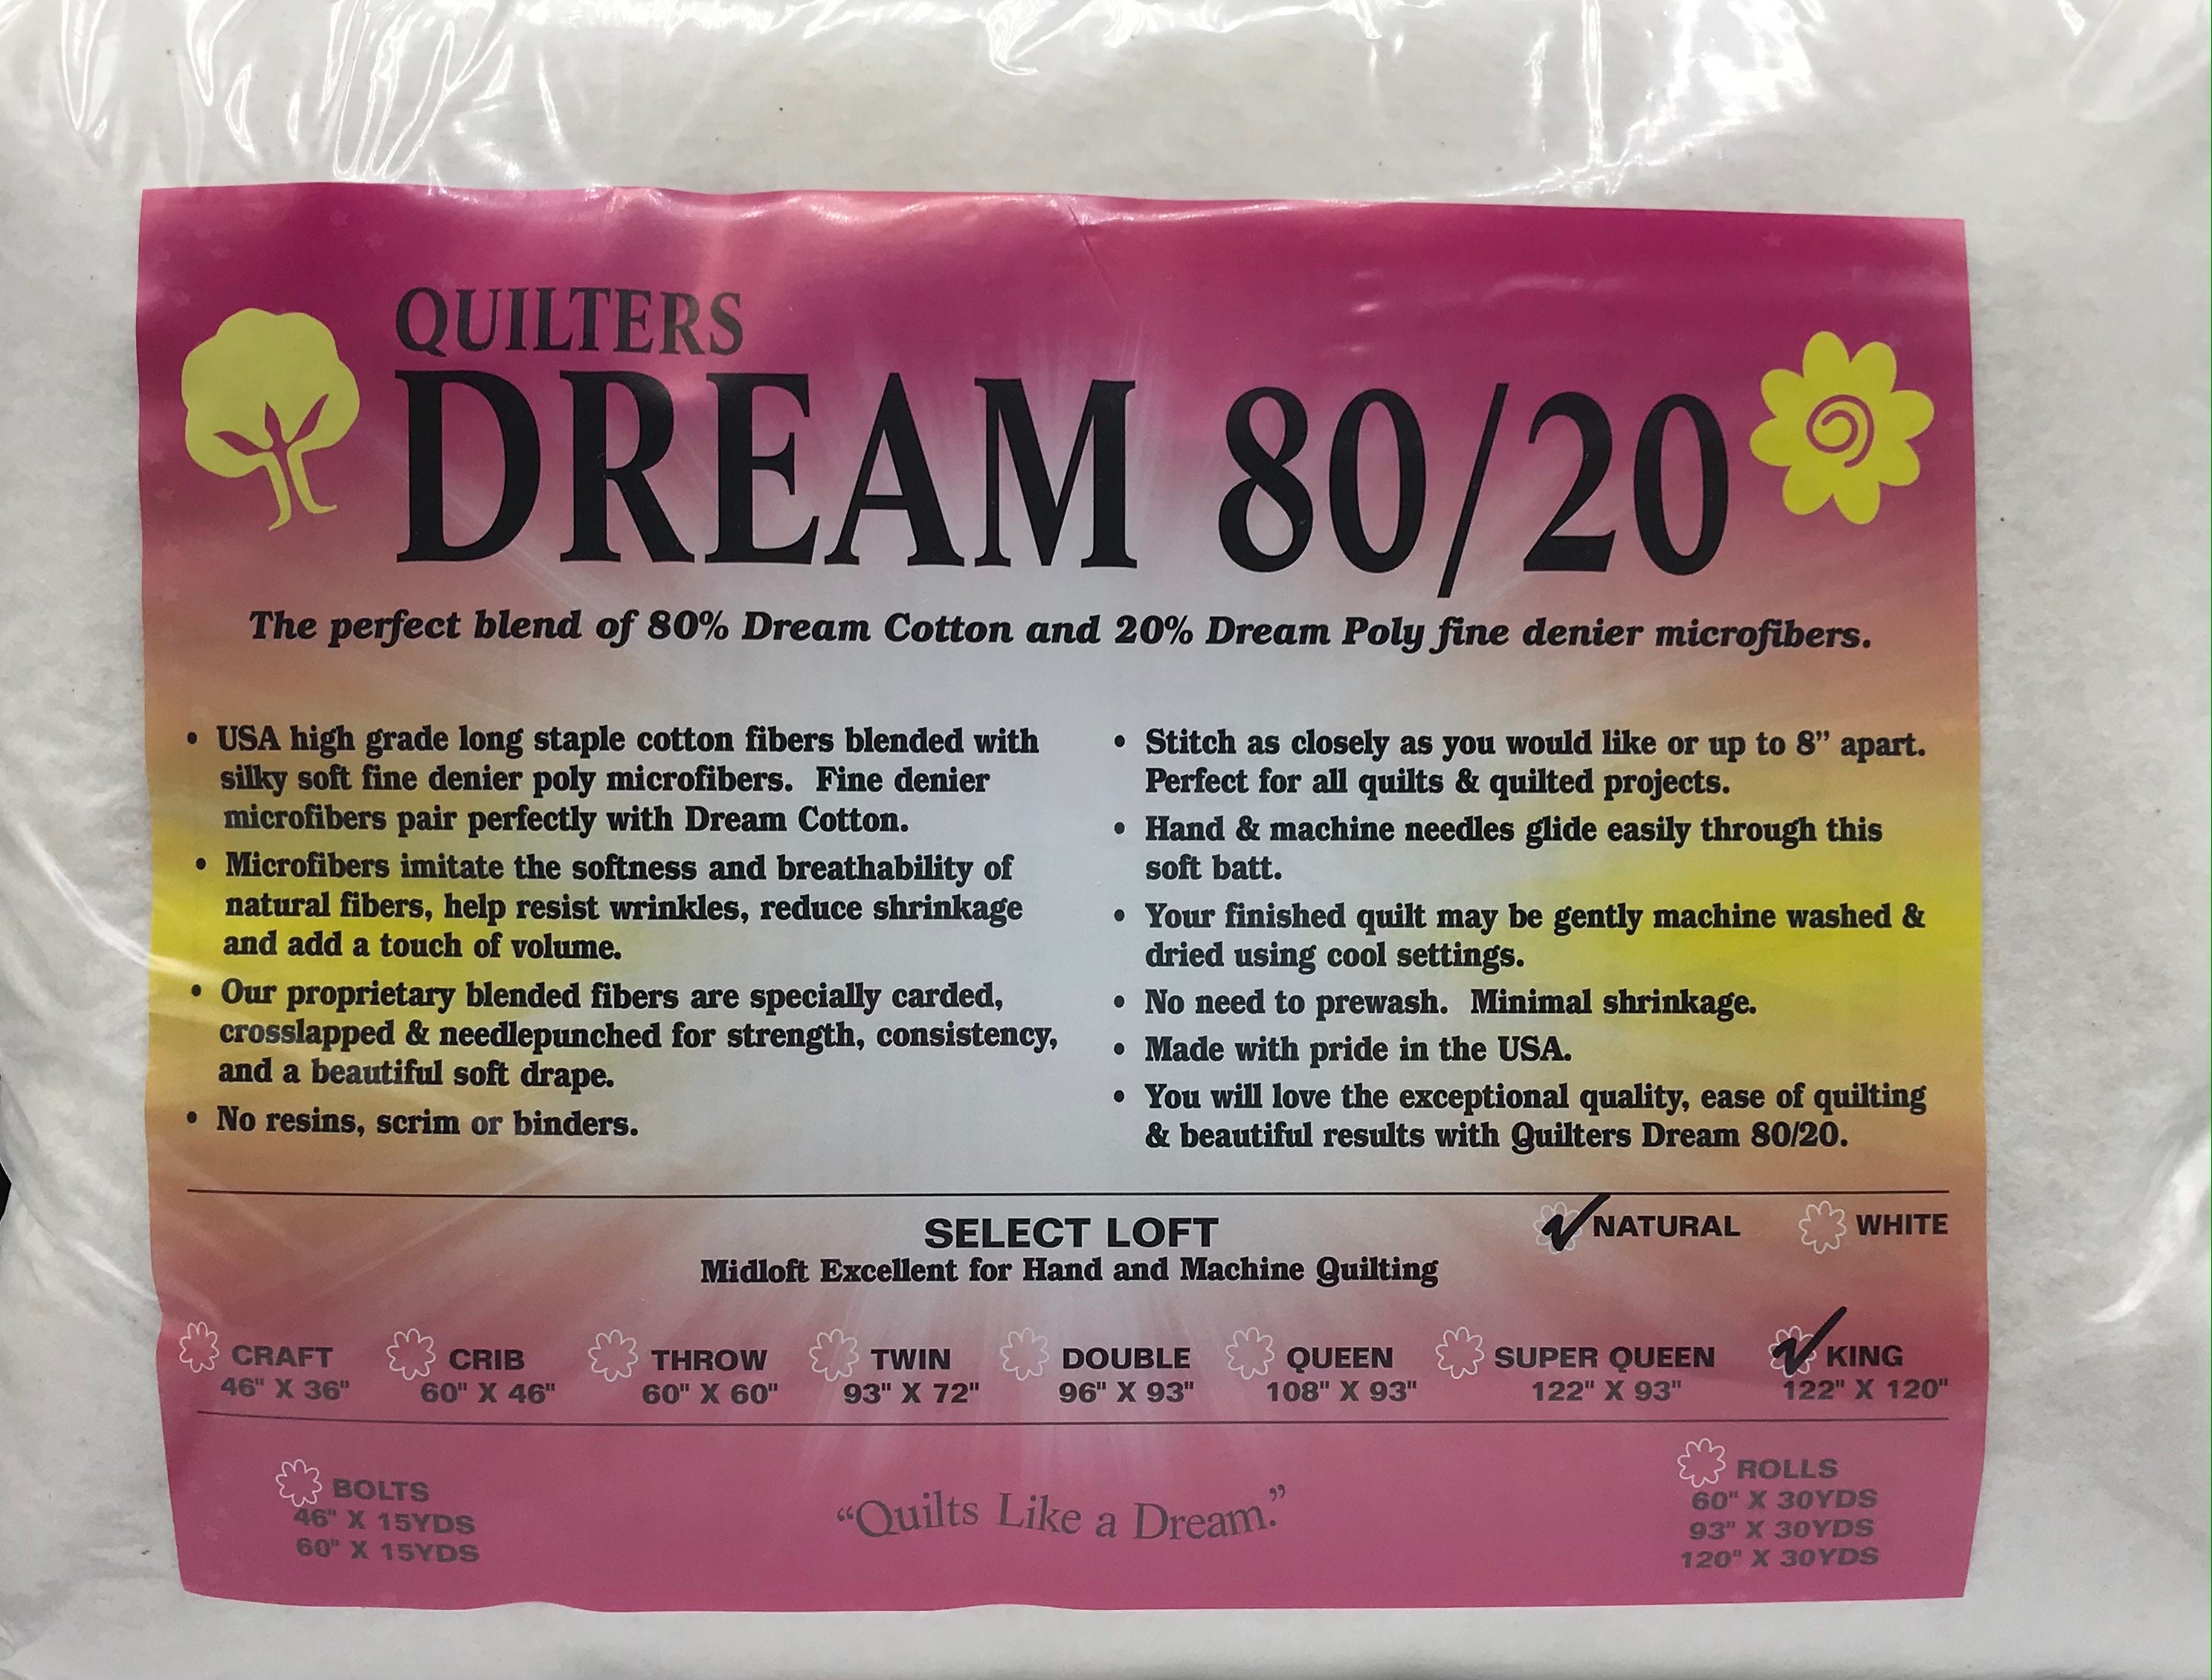 QUILTERS
DREAM 80/20
The perfect blend of 80% Dream Cotton and 20% Dream Poly fine denier microfibers.
• USA high grade long staple cotton fibers blended with
silky soft fine denier poly microfibers. Fine denier
microfibers pair perfectly with Dream Cotton.
• Microfibers imitate the softness and breathability of
natural fibers, help resist wrinkles, reduce shrinkage
and add a touch of volume.
• Our proprietary blended fibers are specially carded,
crosslapped & needlepunched for strength, consistency,
and a beautiful soft drape.
• No resins, scrim or binders.
• Stitch as closely as you would like or up to 8” apart.
Perfect for all quilts & quilted projects.
• Hand & machine needles glide easily through this
soft batt.
• Your finished quilt may be gently machine washed &
dried using cool settings.
• No need to prewash. Minimal shrinkage.
• Made with pride in the USA.
• You will love the exceptional quality, ease of quilting
& beautiful results with Quilters Dream 80/20.
SELECT LOFT
Midloft Excellent for Hand and Machine Quilting
NATURAL WHITE
CRAFT
46" X 36"
CRIB
60" X 46"
THROW
60" X 60"
TWIN
93" X 72"
DOUBLE
96" X 93"
QUEEN
108" X 93"
SUPER QUEEN
122" X 93"
KING
122" X 120"
BOLTS
46" X 15YDS
60" X 15YDS
“Quilts Like a Dream.”
ROLLS
60" X 30YDS
93" X 30YDS
120" X 30YDS